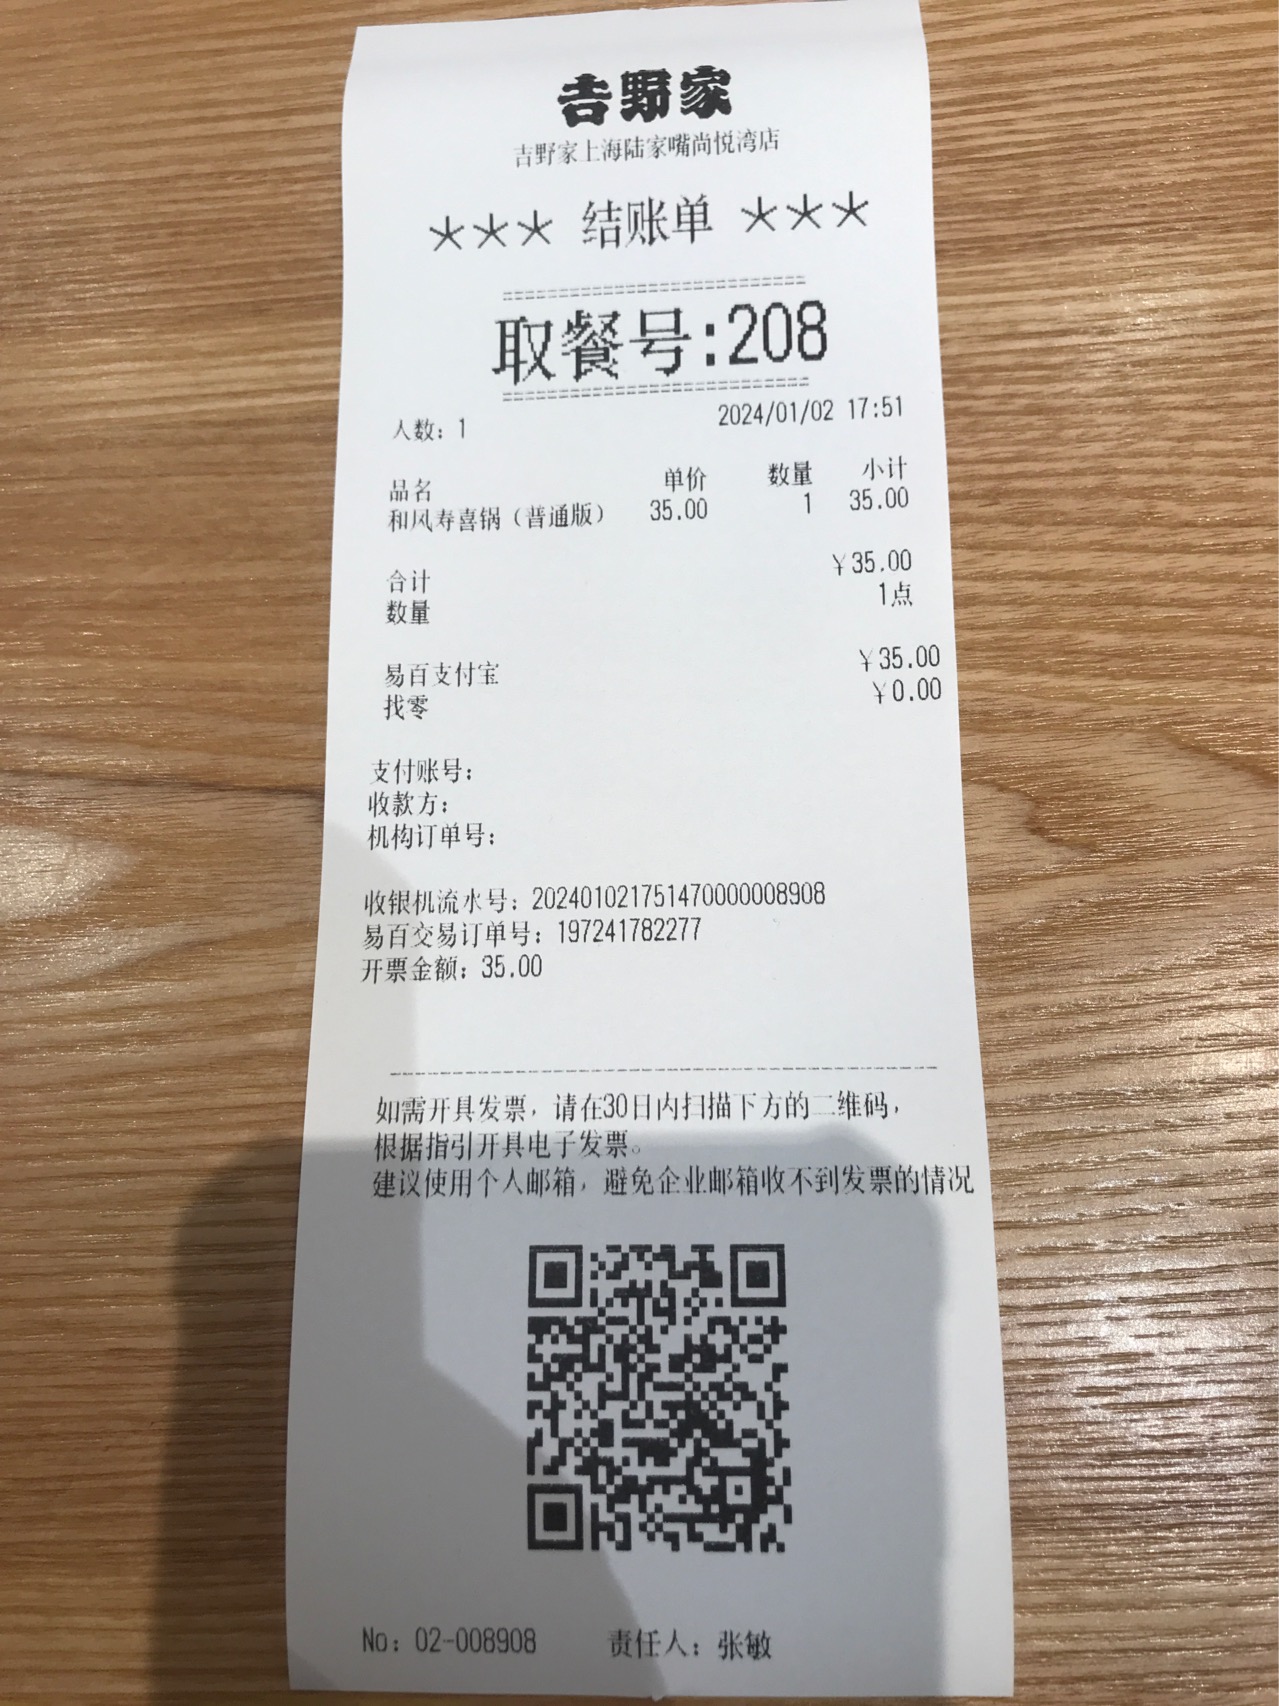 吉野家
吉野家上海陆家嘴尚悦湾店
*** 结账单 ***
取餐号:208
人数: 1 2024/01/02 17:51
品名 单价 数量 小计
和风寿喜锅（普通版） 35.00 1 35.00
合计 ￥35.00
数量 1点
易百支付宝 ￥35.00
找零 ￥0.00
支付账号:
收款方:
机构订单号:
收银机流水号: 2024010217514700000​08908
易百交易订单号: 197241782277
开票金额: 35.00
如需开具发票，请在30日内扫描下方的二维码，
根据指引开具电子发票。
建议使用个人邮箱，避免企业邮箱收不到发票的情况
No: 02-008908 责任人: 张敏